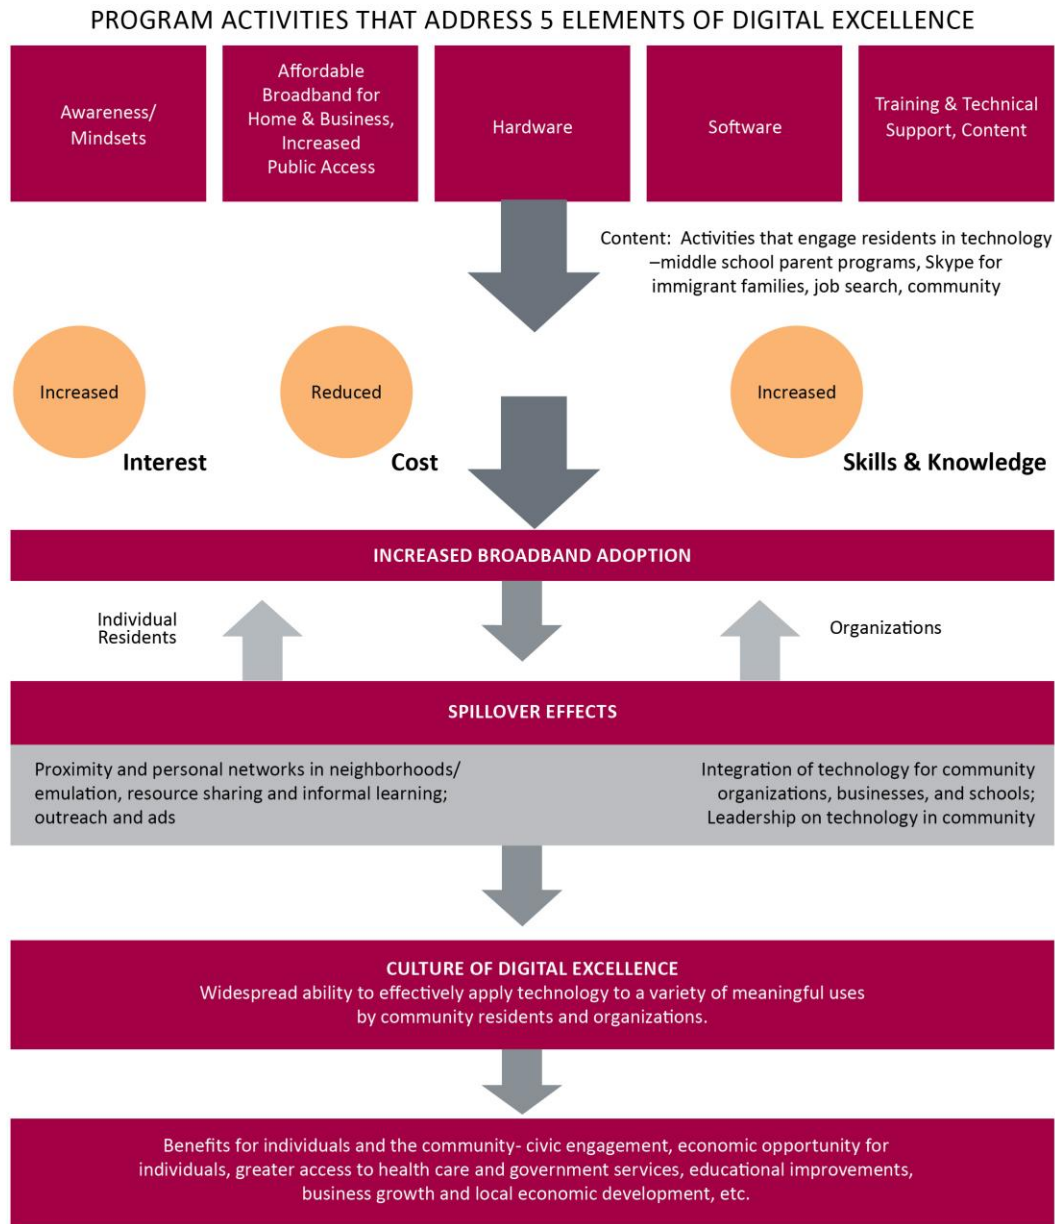 PROGRAM ACTIVITIES THAT ADDRESS 5 ELEMENTS OF DIGITAL EXCELLENCE
Awareness/
Mindsets
Affordable
Broadband for
Home & Business,
Increased
Public Access
Hardware
Software
Training & Technical
Support, Content
Content:  Activities that engage residents in technology
–middle school parent programs, Skype for
immigrant families, job search, community
Increased
Interest
Reduced
Cost
Increased
Skills & Knowledge
INCREASED BROADBAND ADOPTION
Individual
Residents
Organizations
SPILLOVER EFFECTS
Proximity and personal networks in neighborhoods/
emulation, resource sharing and informal learning;
outreach and ads
Integration of technology for community
organizations, businesses, and schools;
Leadership on technology in community
CULTURE OF DIGITAL EXCELLENCE
Widespread ability to effectively apply technology to a variety of meaningful uses
by community residents and organizations.
Benefits for individuals and the community- civic engagement, economic opportunity for
individuals, greater access to health care and government services, educational improvements,
business growth and local economic development, etc.